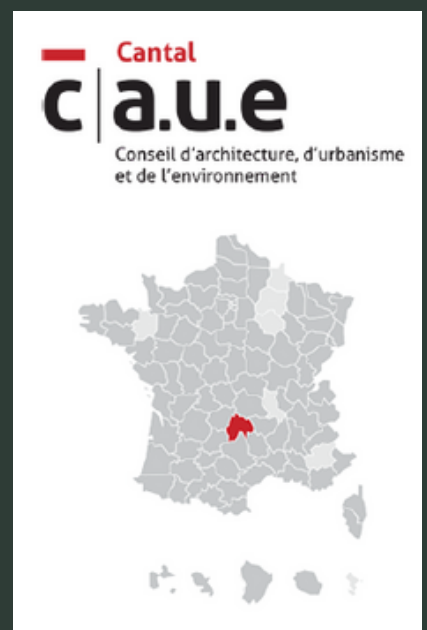 Cantal
c|a.u.e
Conseil d'architecture, d'urbanisme
et de l'environnement